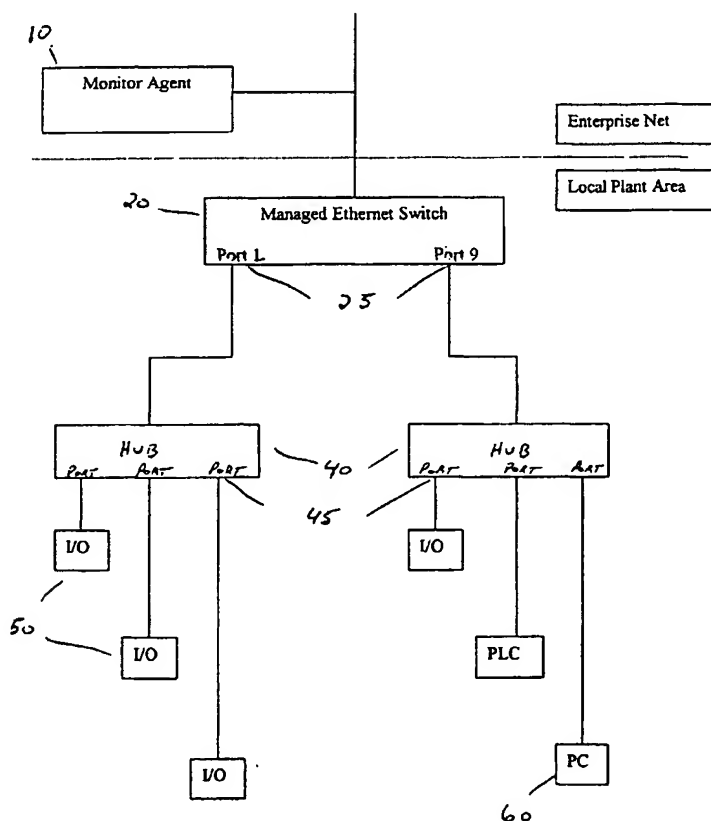 10
Monitor Agent
Enterprise Net
Local Plant Area
20
Managed Ethernet Switch
Port 1 Port 9
25
HUB HUB
40
PORT PORT PORT PORT PORT PORT
45
I/O I/O
50
I/O PLC
I/O PC
60